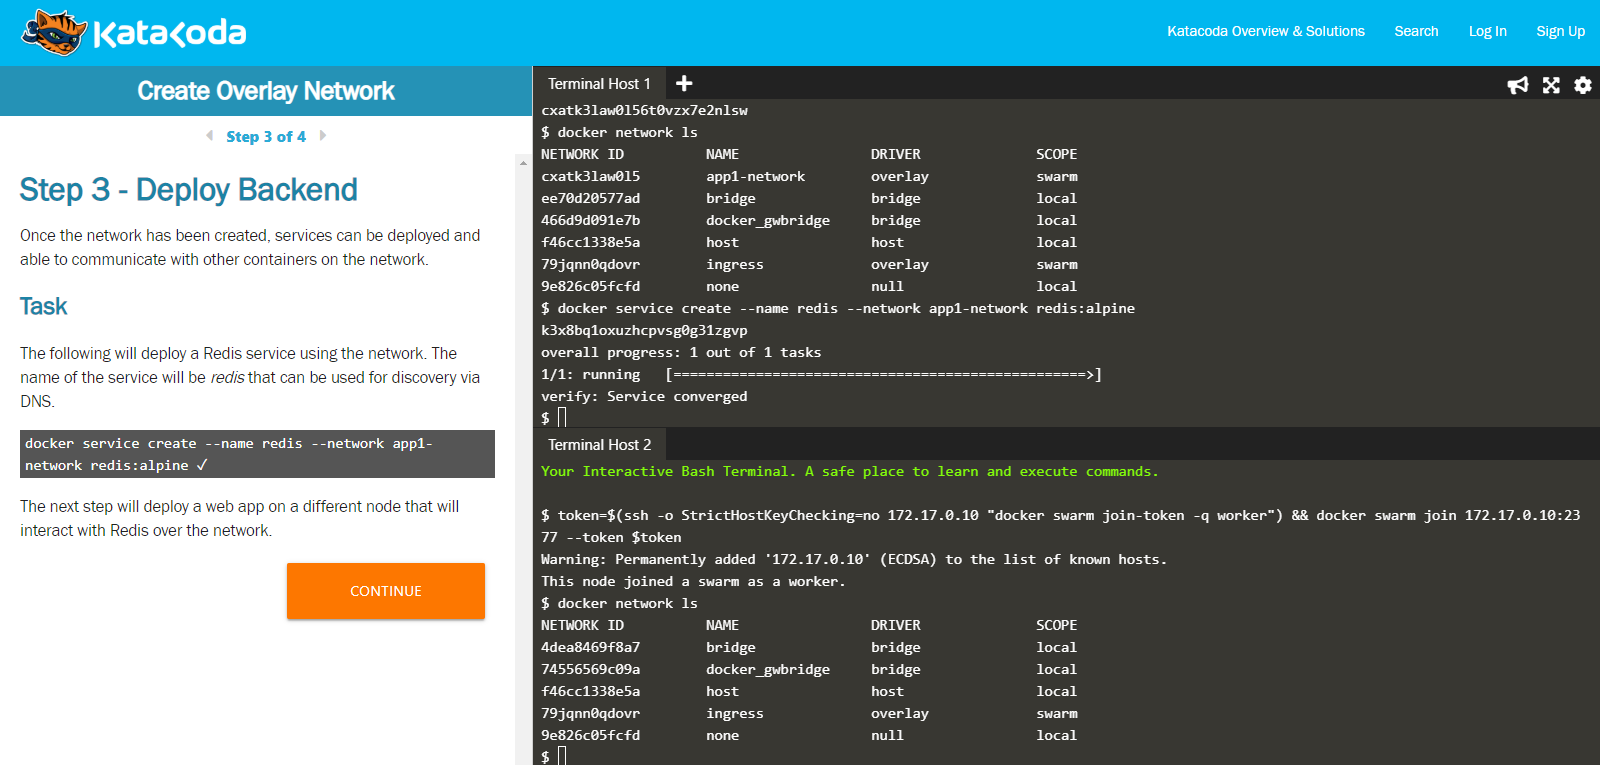 Katacoda
Katacoda Overview & Solutions
Search
Log In
Sign Up
Create Overlay Network
Step 3 of 4
Step 3 - Deploy Backend
Once the network has been created, services can be deployed and
able to communicate with other containers on the network.
Task
The following will deploy a Redis service using the network. The
name of the service will be redis that can be used for discovery via
DNS.
docker service create --name redis --network app1-
network redis:alpine ✓
The next step will deploy a web app on a different node that will
interact with Redis over the network.
CONTINUE
Terminal Host 1
cxatk3law0l56t0vzx7e2nlsw
$ docker network ls
NETWORK ID NAME DRIVER SCOPE
cxatk3law0l5 app1-network overlay swarm
ee70d20577ad bridge bridge local
466d9d091e7b docker_gwbridge bridge local
f46cc1338e5a host host local
79jqnn0qdovr ingress overlay swarm
9e826c05fcfd none null local
$ docker service create --name redis --network app1-network redis:alpine
k3x8bq1oxuzhcpvsg0g31zgvp
overall progress: 1 out of 1 tasks
1/1: running [==================================================>]
verify: Service converged
$
Terminal Host 2
Your Interactive Bash Terminal. A safe place to learn and execute commands.
$ token=$(ssh -o StrictHostKeyChecking=no 172.17.0.10 "docker swarm join-token -q worker") && docker swarm join 172.17.0.10:23
77 --token $token
Warning: Permanently added '172.17.0.10' (ECDSA) to the list of known hosts.
This node joined a swarm as a worker.
$ docker network ls
NETWORK ID NAME DRIVER SCOPE
4dea8469f8a7 bridge bridge local
74556569c09a docker_gwbridge bridge local
f46cc1338e5a host host local
79jqnn0qdovr ingress overlay swarm
9e826c05fcfd none null local
$